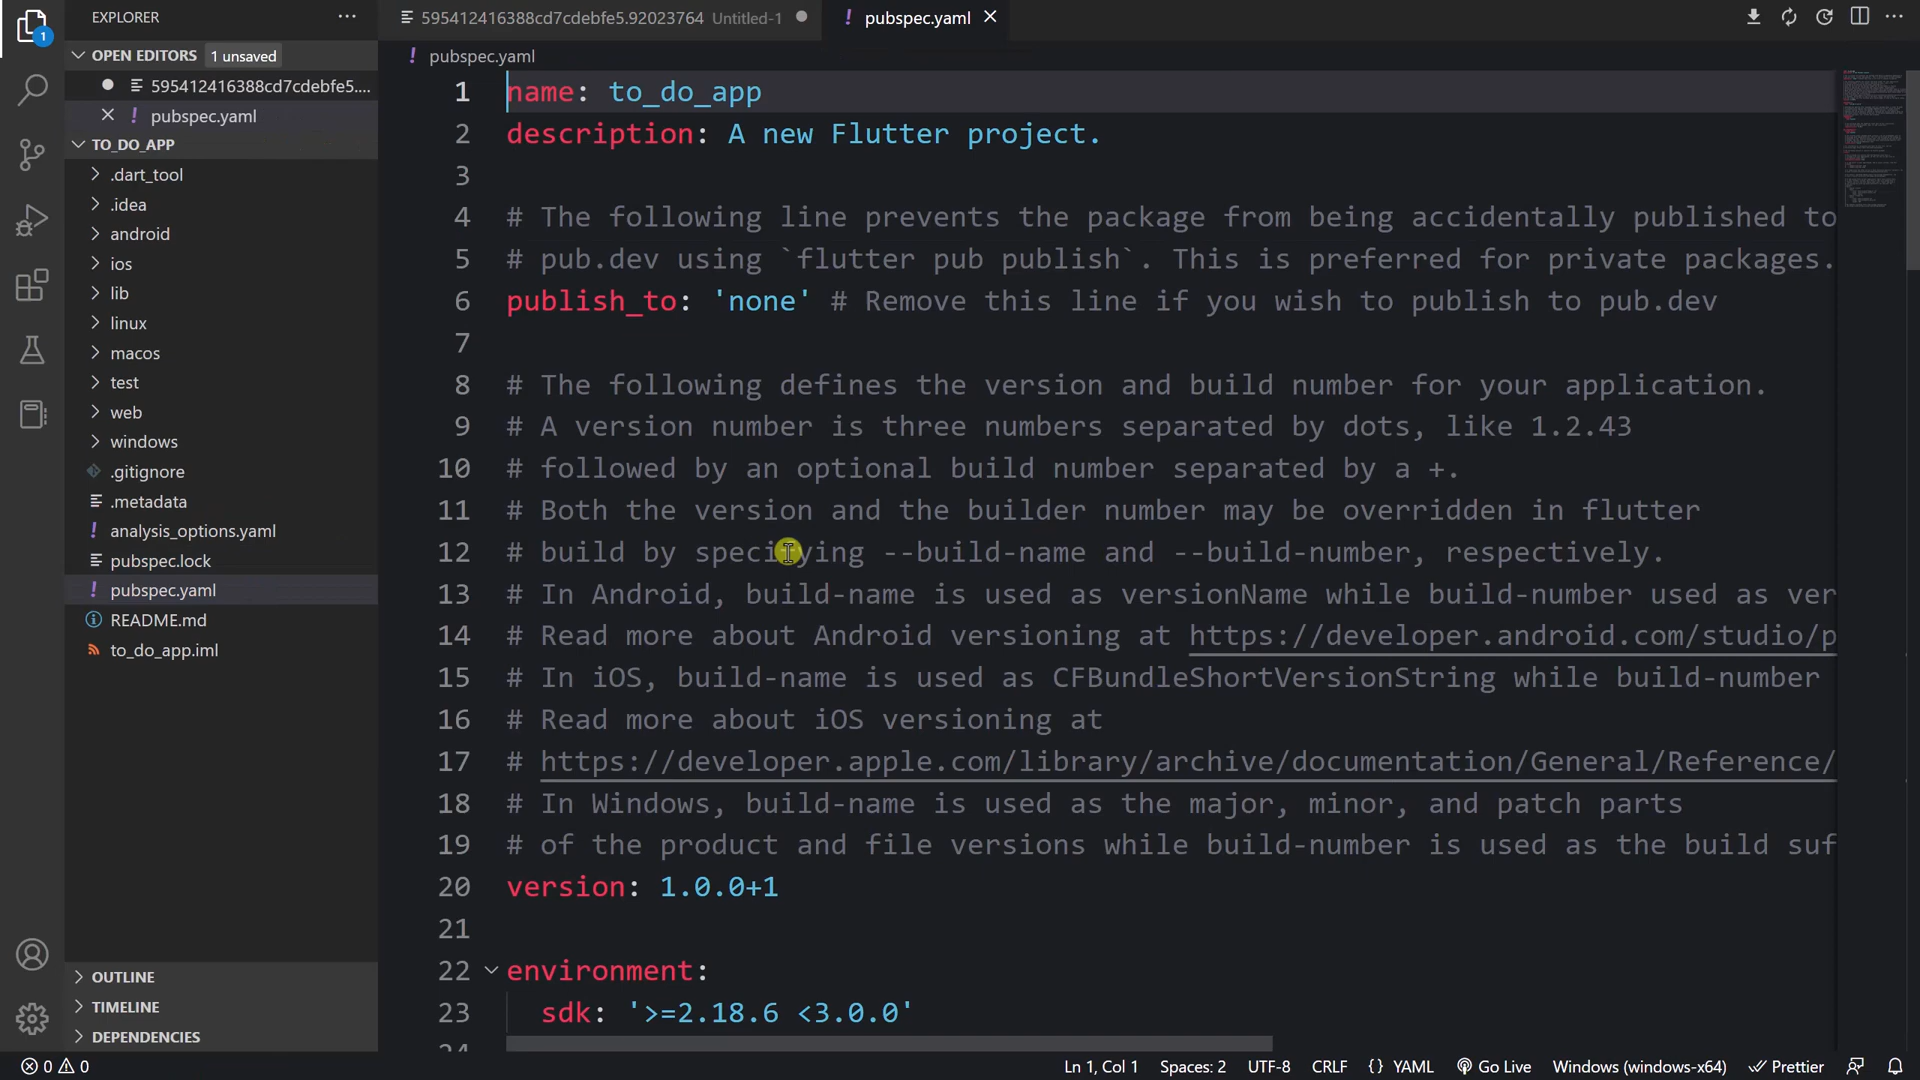 EXPLORER
OPEN EDITORS 1 unsaved
595412416388cd7cdebfe5....
pubspec.yaml
TO_DO_APP
.dart_tool
.idea
android
ios
lib
linux
macos
test
web
windows
.gitignore
.metadata
analysis_options.yaml
pubspec.lock
pubspec.yaml
README.md
to_do_app.iml
OUTLINE
TIMELINE
DEPENDENCIES
1
595412416388cd7cdebfe5.92023764 Untitled-1
! pubspec.yaml
! pubspec.yaml
1 name: to_do_app
2 description: A new Flutter project.
3
4 # The following line prevents the package from being accidentally published to
5 # pub.dev using `flutter pub publish`. This is preferred for private packages.
6 publish_to: 'none' # Remove this line if you wish to publish to pub.dev
7
8 # The following defines the version and build number for your application.
9 # A version number is three numbers separated by dots, like 1.2.43
10 # followed by an optional build number separated by a +.
11 # Both the version and the builder number may be overridden in flutter
12 # build by specifying --build-name and --build-number, respectively.
13 # In Android, build-name is used as versionName while build-number used as ver
14 # Read more about Android versioning at https://developer.android.com/studio/p
15 # In iOS, build-name is used as CFBundleShortVersionString while build-number
16 # Read more about iOS versioning at
17 # https://developer.apple.com/library/archive/documentation/General/Reference/
18 # In Windows, build-name is used as the major, minor, and patch parts
19 # of the product and file versions while build-number is used as the build suf
20 version: 1.0.0+1
21
22 environment:
23 sdk: '>=2.18.6 <3.0.0'
24
0 0 Ln 1, Col 1 Spaces: 2 UTF-8 CRLF {} YAML Go Live Windows (windows-x64) Prettier